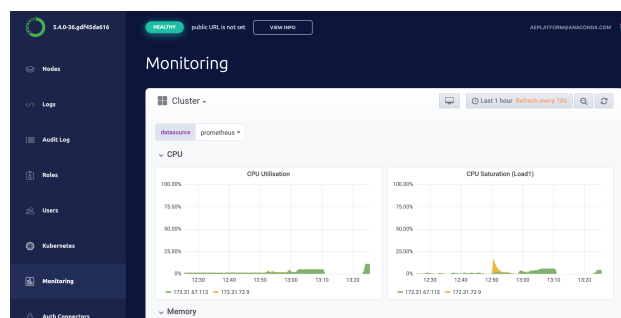 5.4.0-36.gdf45da616
HEALTHY public URL is not set VIEW INFO AEPLATFORM@ANACONDA.COM
Nodes
Logs
Audit Log
Roles
Users
Kubernetes
Monitoring
Auth Connectors
Monitoring
Cluster
Last 1 hour Refresh every 10s
datasource prometheus
CPU
CPU Utilisation
100.00%
75.00%
50.00%
25.00%
0%
12:30 12:40 12:50 13:00 13:10 13:20
172.31.67.113 172.31.72.9
CPU Saturation (Load1)
100.00%
75.00%
50.00%
25.00%
0%
12:30 12:40 12:50 13:00 13:10 13:20
172.31.67.113 172.31.72.9
Memory